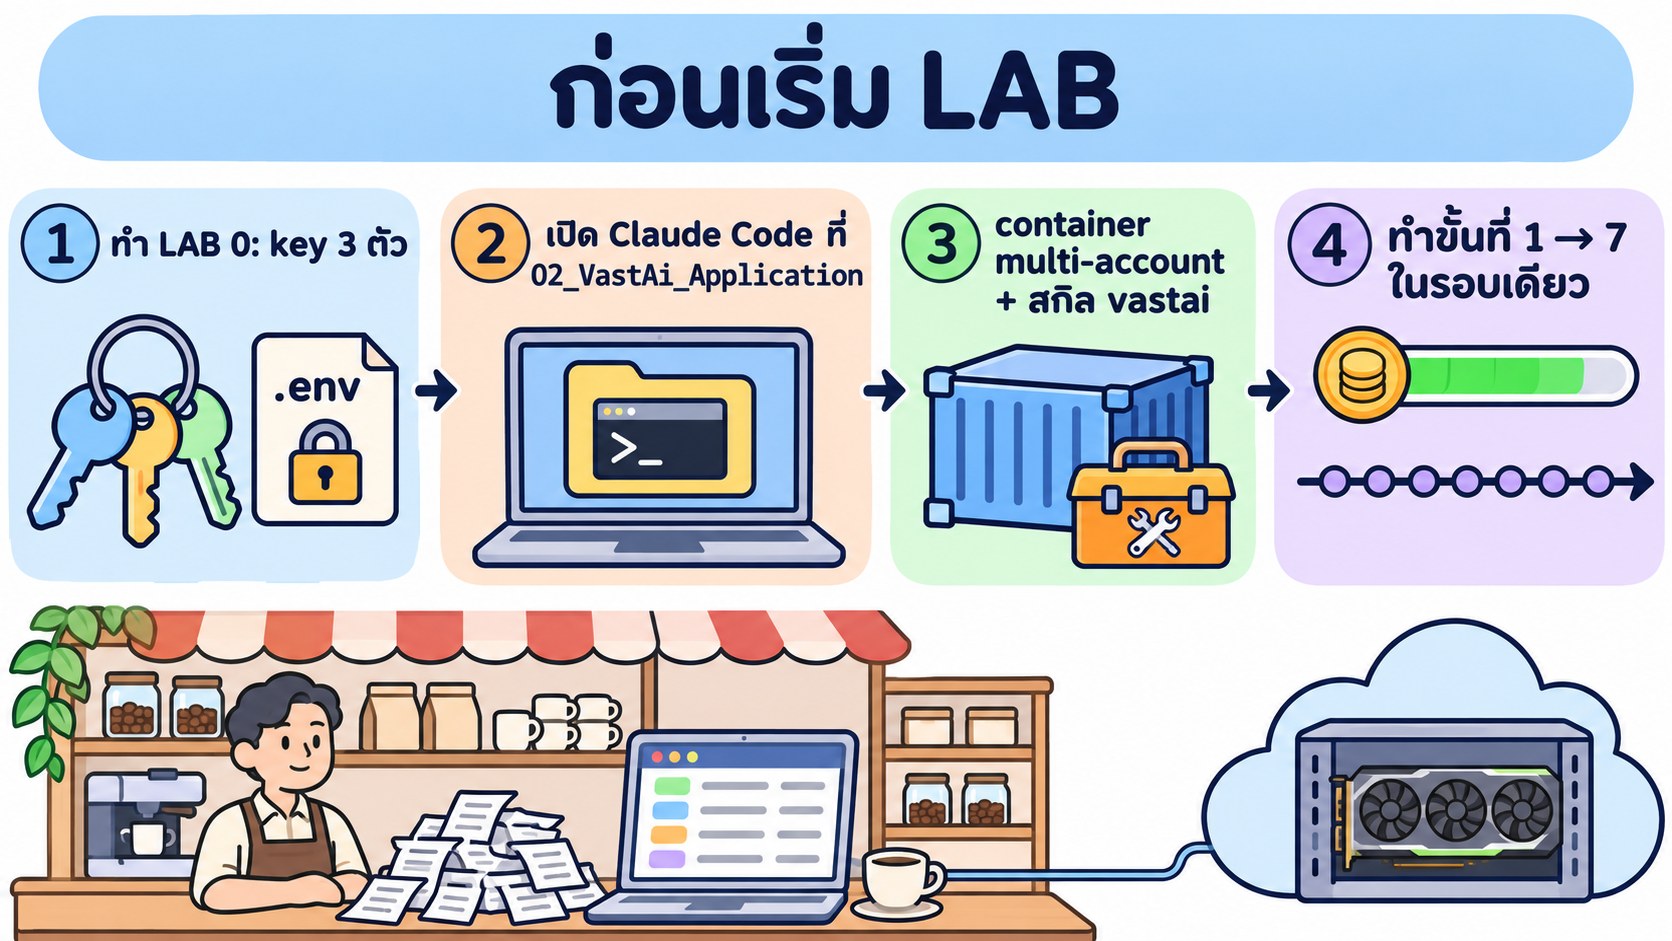 ก่อนเริ่ม LAB
1 ทำ LAB 0: key 3 ตัว
.env
2 เปิด Claude Code ที่
02_VastAi_Application
>_
3 container
multi-account
+ สกิล vastai
4 ทำขั้นที่ 1 → 7
ในรอบเดียว